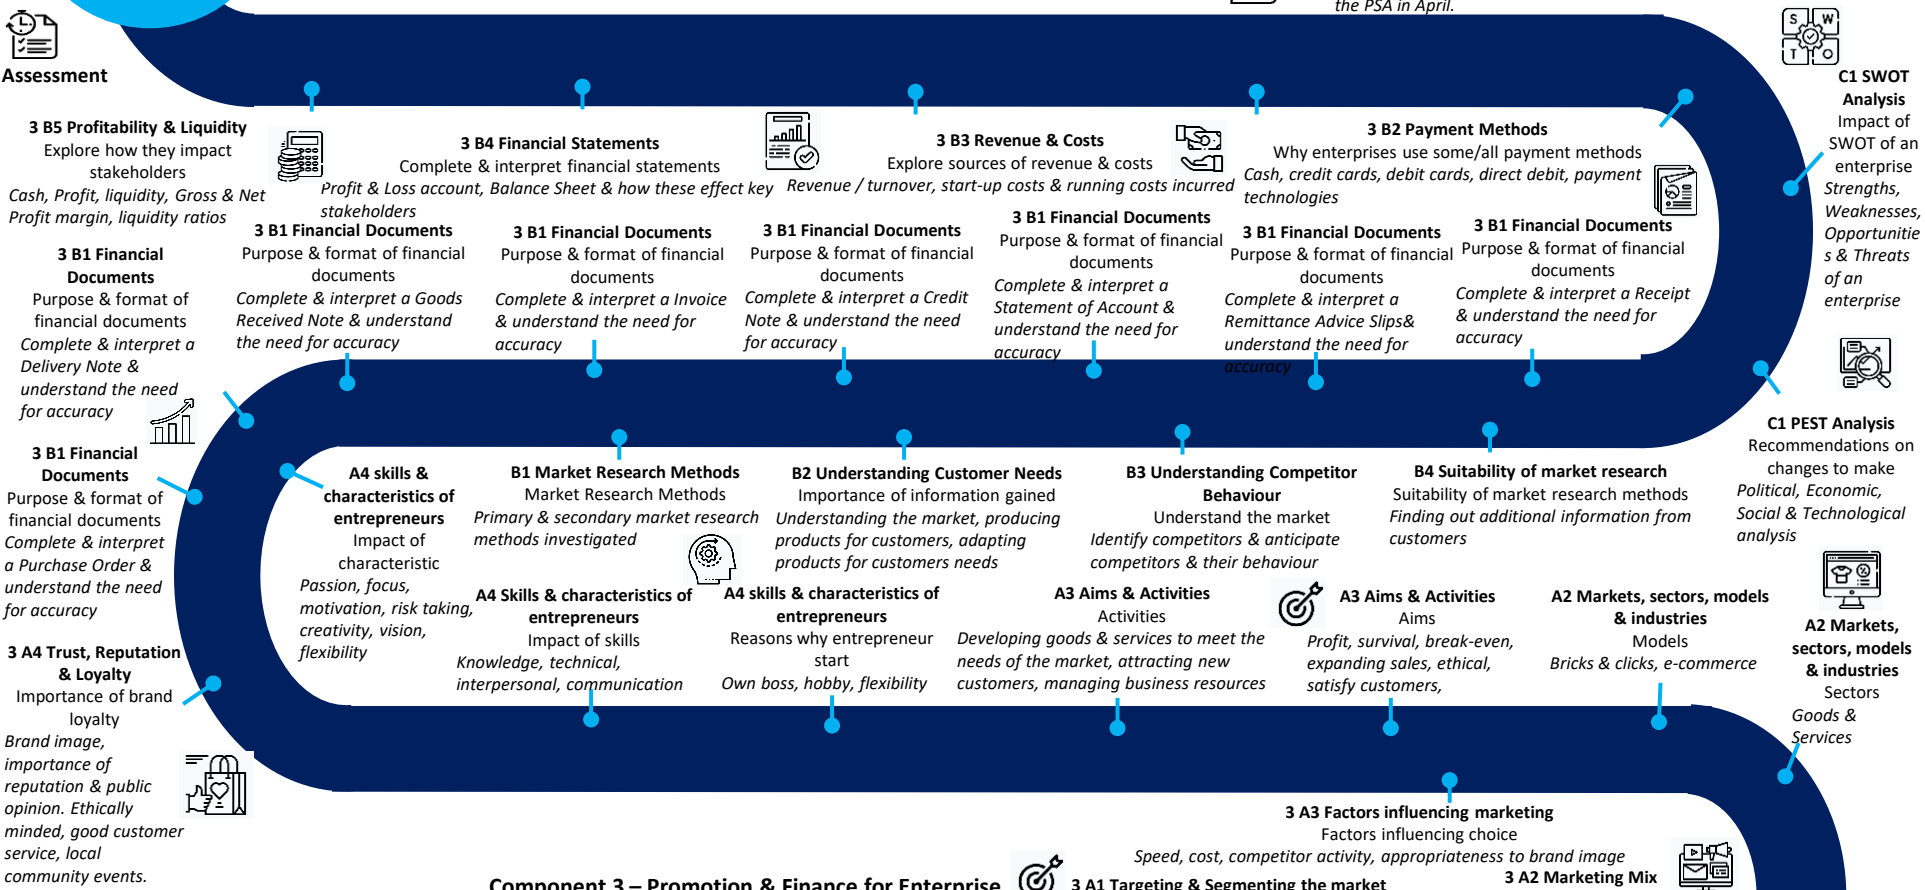 the PSA in April.
Assessment
S W
T O
C1 SWOT
Analysis
Impact of
SWOT of an
enterprise
Strengths,
Weaknesses,
Opportunitie
s & Threats
of an
enterprise
3 B5 Profitability & Liquidity
Explore how they impact
stakeholders
Cash, Profit, liquidity, Gross & Net
Profit margin, liquidity ratios
3 B4 Financial Statements
Complete & interpret financial statements
Profit & Loss account, Balance Sheet & how these effect key
stakeholders
3 B3 Revenue & Costs
Explore sources of revenue & costs
Revenue / turnover, start-up costs & running costs incurred
3 B2 Payment Methods
Why enterprises use some/all payment methods
Cash, credit cards, debit cards, direct debit, payment
technologies
3 B1 Financial
Documents
Purpose & format of
financial documents
Complete & interpret a
Delivery Note &
understand the need
for accuracy
3 B1 Financial Documents
Purpose & format of financial
documents
Complete & interpret a Goods
Received Note & understand
the need for accuracy
3 B1 Financial Documents
Purpose & format of financial
documents
Complete & interpret a Invoice
& understand the need for
accuracy
3 B1 Financial Documents
Purpose & format of financial
documents
Complete & interpret a Credit
Note & understand the need
for accuracy
3 B1 Financial Documents
Purpose & format of financial
documents
Complete & interpret a
Statement of Account &
understand the need for
accuracy
3 B1 Financial Documents
Purpose & format of financial
documents
Complete & interpret a
Remittance Advice Slips&
understand the need for
accuracy
3 B1 Financial Documents
Purpose & format of financial
documents
Complete & interpret a Receipt
& understand the need for
accuracy
C1 PEST Analysis
Recommendations on
changes to make
Political, Economic,
Social & Technological
analysis
3 B1 Financial
Documents
Purpose & format of
financial documents
Complete & interpret
a Purchase Order &
understand the need
for accuracy
A4 skills &
characteristics of
entrepreneurs
Impact of
characteristic
Passion, focus,
motivation, risk taking,
creativity, vision,
flexibility
B1 Market Research Methods
Market Research Methods
Primary & secondary market research
methods investigated
B2 Understanding Customer Needs
Importance of information gained
Understanding the market, producing
products for customers, adapting
products for customers needs
B3 Understanding Competitor
Behaviour
Understand the market
Identify competitors & anticipate
competitors & their behaviour
B4 Suitability of market research
Suitability of market research methods
Finding out additional information from
customers
3 A4 Trust, Reputation
& Loyalty
Importance of brand
loyalty
Brand image,
importance of
reputation & public
opinion. Ethically
minded, good customer
service, local
community events.
A4 Skills & characteristics of
entrepreneurs
Impact of skills
Knowledge, technical,
interpersonal, communication
A4 skills & characteristics of
entrepreneurs
Reasons why entrepreneur
start
Own boss, hobby, flexibility
A3 Aims & Activities
Activities
Developing goods & services to meet the
needs of the market, attracting new
customers, managing business resources
A3 Aims & Activities
Aims
Profit, survival, break-even,
expanding sales, ethical,
satisfy customers,
A2 Markets, sectors, models
& industries
Models
Bricks & clicks, e-commerce
A2 Markets,
sectors, models
& industries
Sectors
Goods &
Services
3 A3 Factors influencing marketing
Factors influencing choice
Speed, cost, competitor activity, appropriateness to brand image
Component 3 – Promotion & Finance for Enterprise
3 A1 Targeting & Segmenting the market
3 A2 Marketing Mix